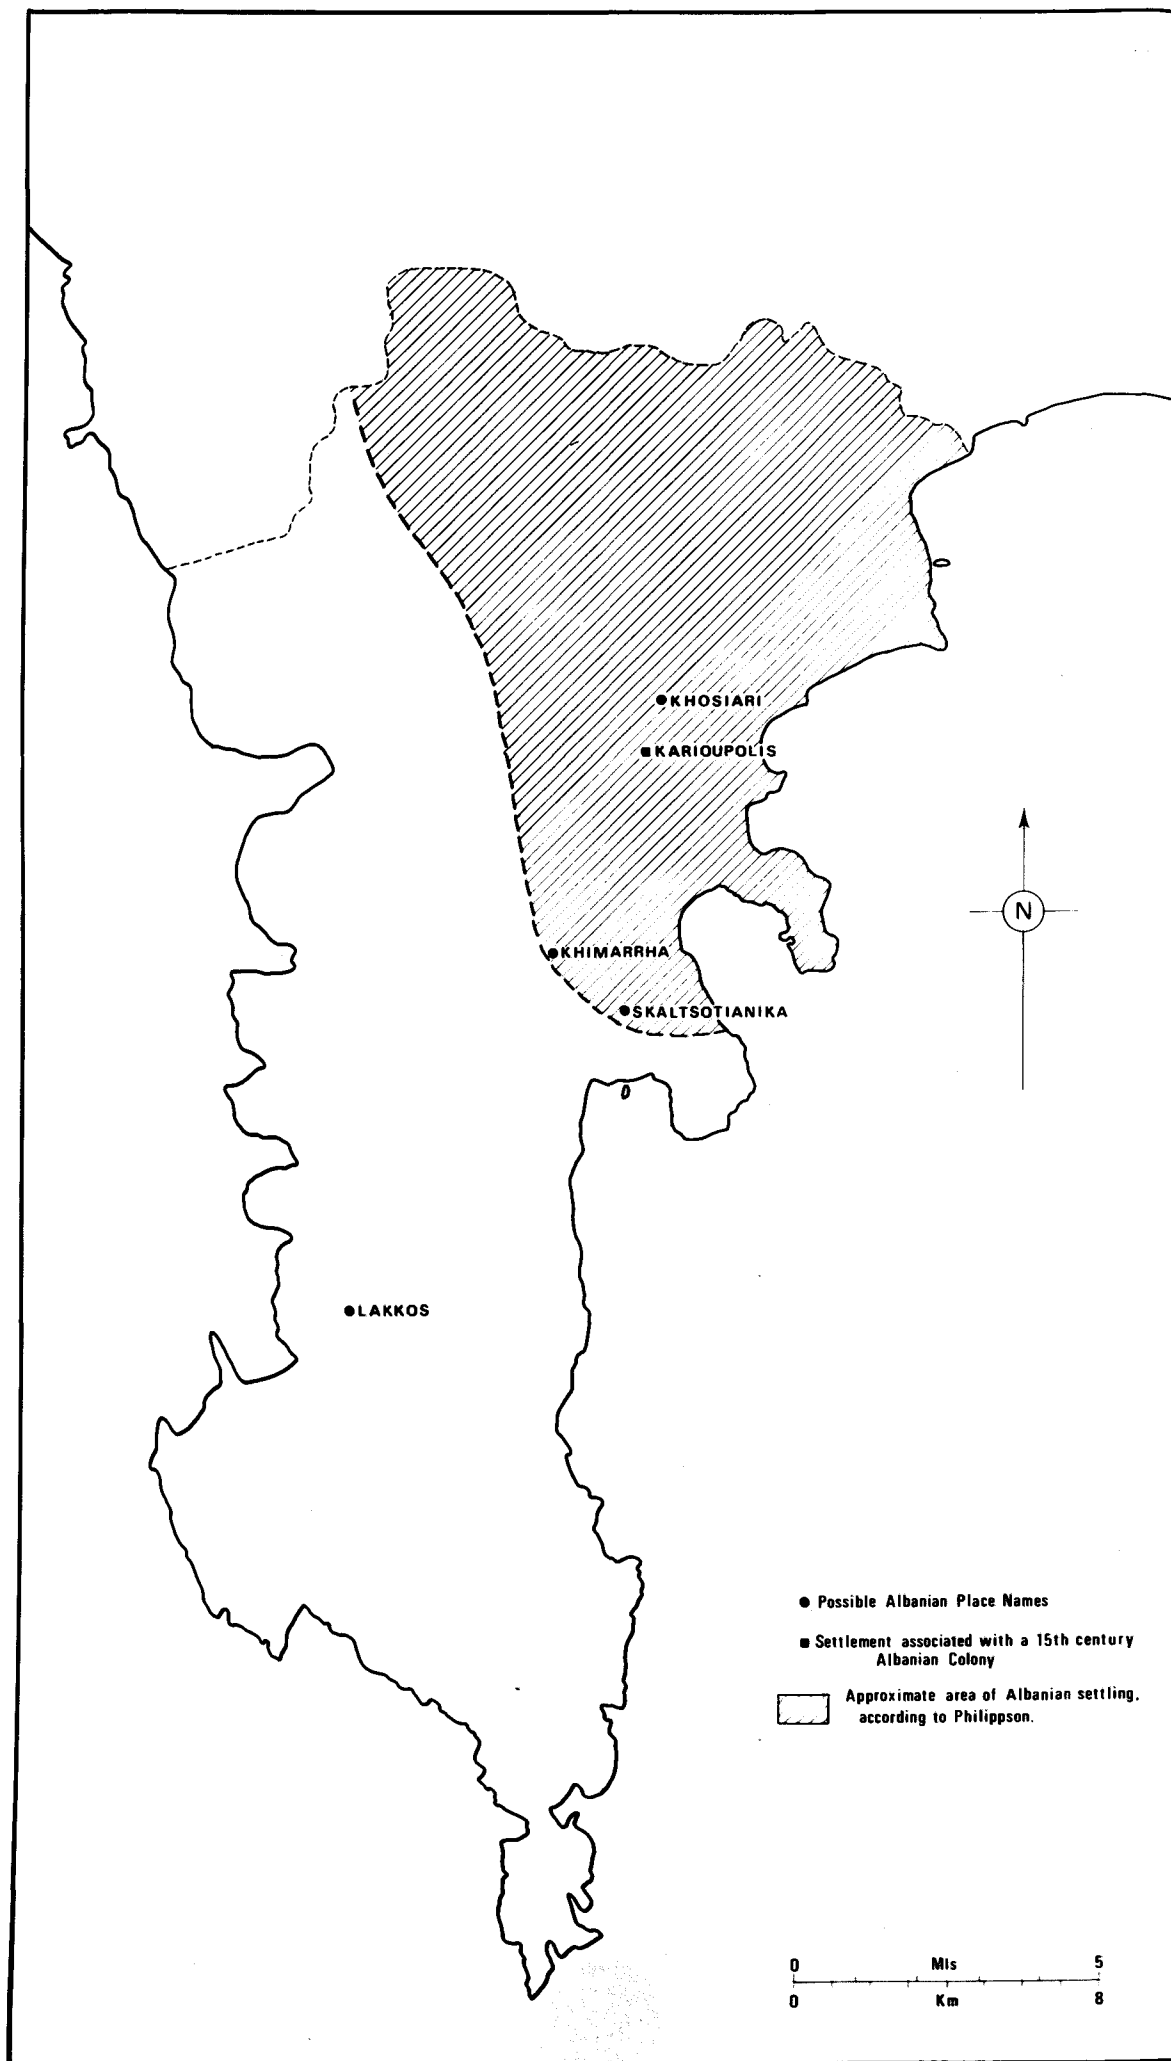 KHOSIARI
KARIOUPOLIS
N
KHIMARRHA
SKALTSOTIANIKA
LAKKOS
Possible Albanian Place Names
Settlement associated with a 15th century
Albanian Colony
Approximate area of Albanian settling,
according to Philippson.
0 Mls 5
0 Km 8